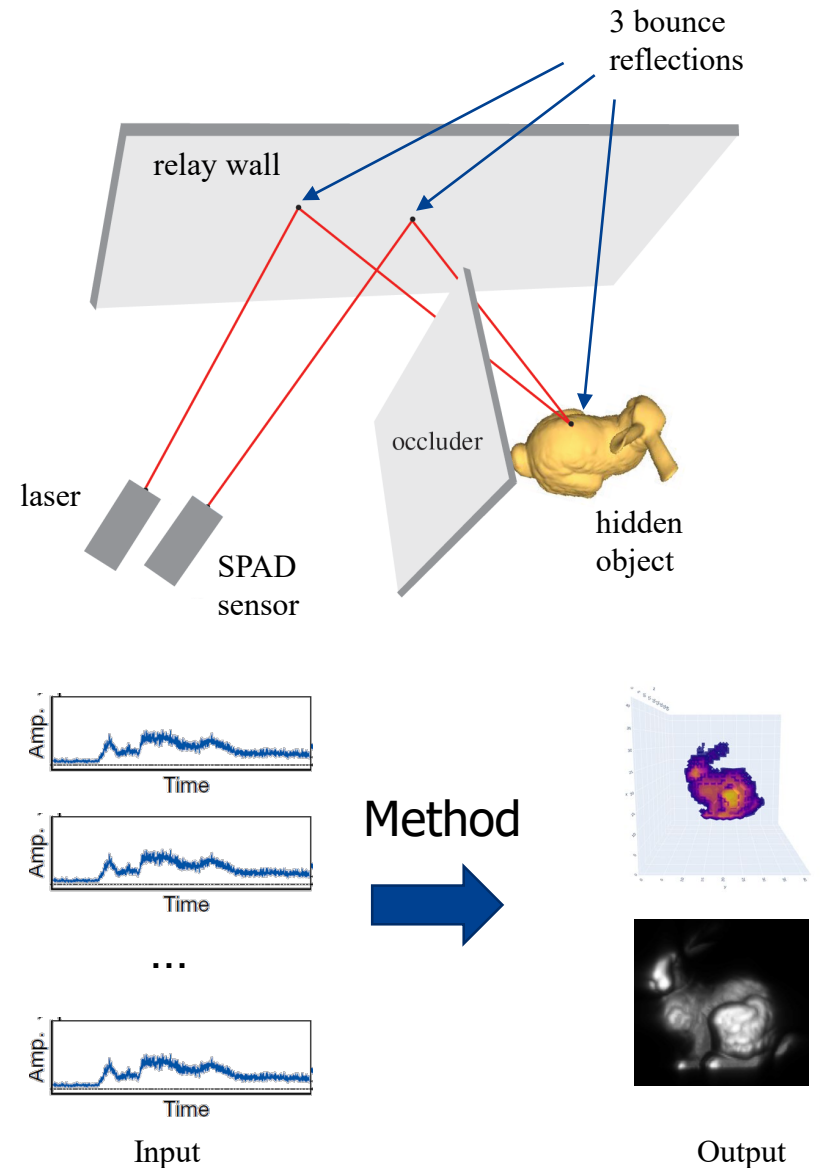 3 bounce
reflections
relay wall
occluder
laser
SPAD
sensor
hidden
object
Amp.
Time
Amp.
Time
...
Amp.
Time
Method
Input
Output